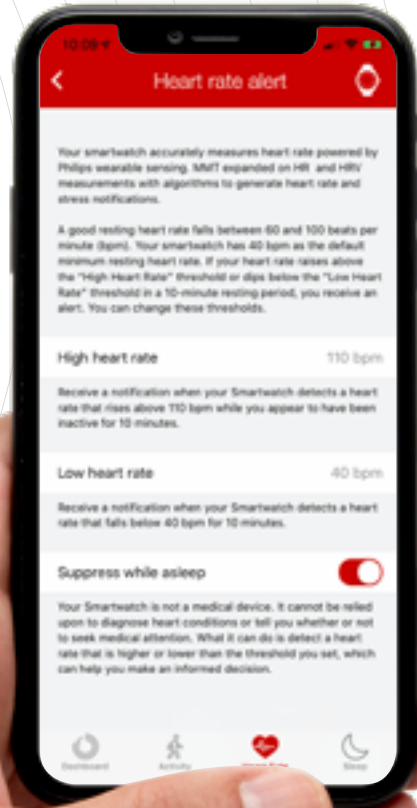 10:09
Heart rate alert
Your smartwatch accurately measures heart rate powered by
Philips wearable sensing. MMT expanded on HR and HRV
measurements with algorithms to generate heart rate and
stress notifications.
A good resting heart rate falls between 60 and 100 beats per
minute (bpm). Your smartwatch has 40 bpm as the default
minimum resting heart rate. If your heart rate raises above
the "High Heart Rate" threshold or dips below the "Low Heart
Rate" threshold in a 10-minute resting period, you receive an
alert. You can change these thresholds.
High heart rate 110 bpm
Receive a notification when your Smartwatch detects a heart
rate that rises above 110 bpm while you appear to have been
inactive for 10 minutes.
Low heart rate 40 bpm
Receive a notification when your Smartwatch detects a heart
rate that falls below 40 bpm for 10 minutes.
Suppress while asleep
Your Smartwatch is not a medical device. It cannot be relied
upon to diagnose heart conditions or tell you whether or not
to seek medical attention. What it can do is detect a heart
rate that is higher or lower than the threshold you set, which
can help you make an informed decision.
Dashboard Activity Sleep